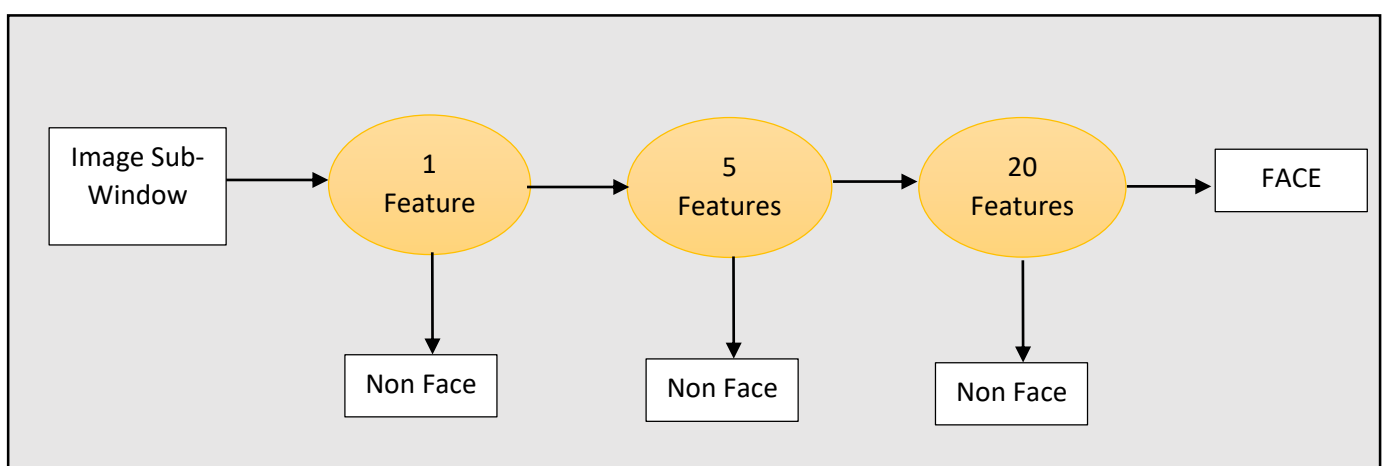 Image Sub-
Window
1
Feature
5
Features
20
Features
FACE
Non Face
Non Face
Non Face